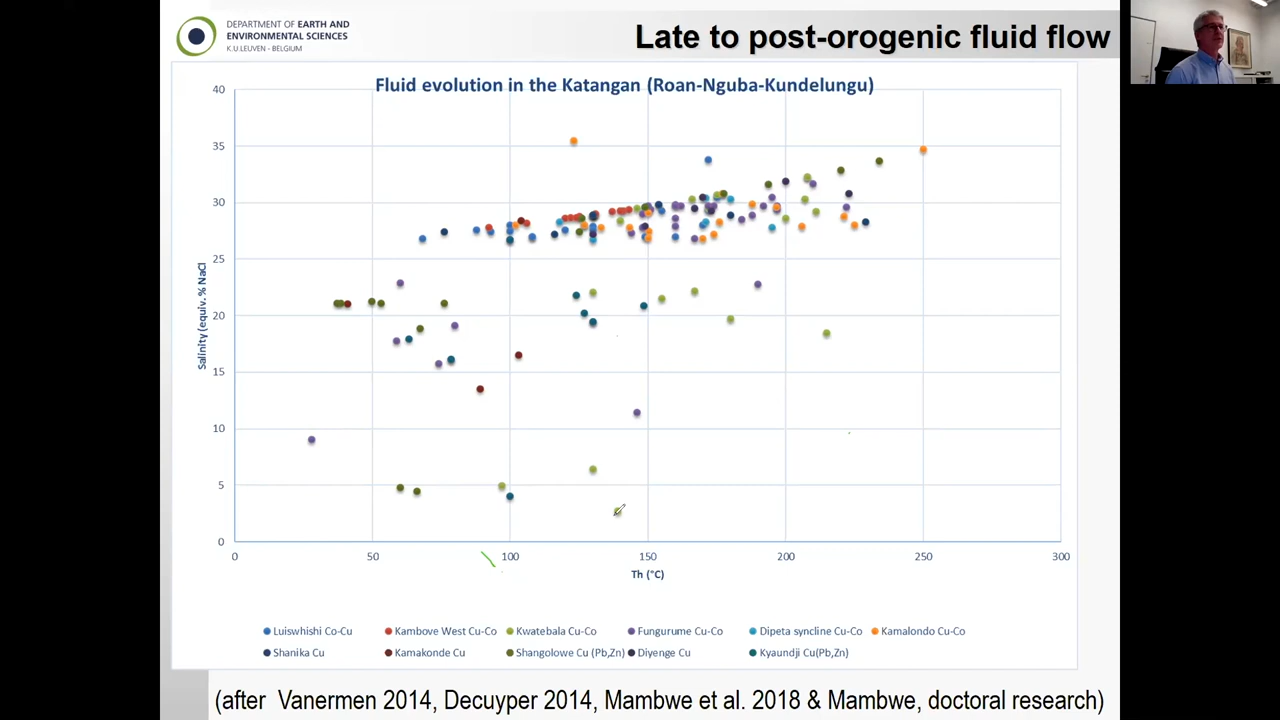 DEPARTMENT OF EARTH AND
ENVIRONMENTAL SCIENCES
K.U.LEUVEN - BELGIUM
Late to post-orogenic fluid flow
Fluid evolution in the Katangan (Roan-Nguba-Kundelungu)
40
35
30
25
20
15
10
5
0
Salinity (equiv. % NaCl
0 50 100 150 200 250 300
Th (°C)
Luiswhishi Co-Cu Kambove West Cu-Co Kwatebala Cu-Co Fungurume Cu-Co Dipeta syncline Cu-Co Kamalondo Cu-Co
Shanika Cu Kamakonde Cu Shangolowe Cu (Pb,Zn) Diyenge Cu Kyaundji Cu(Pb,Zn)
(after Vanermen 2014, Decuyper 2014, Mambwe et al. 2018 & Mambwe, doctoral research)